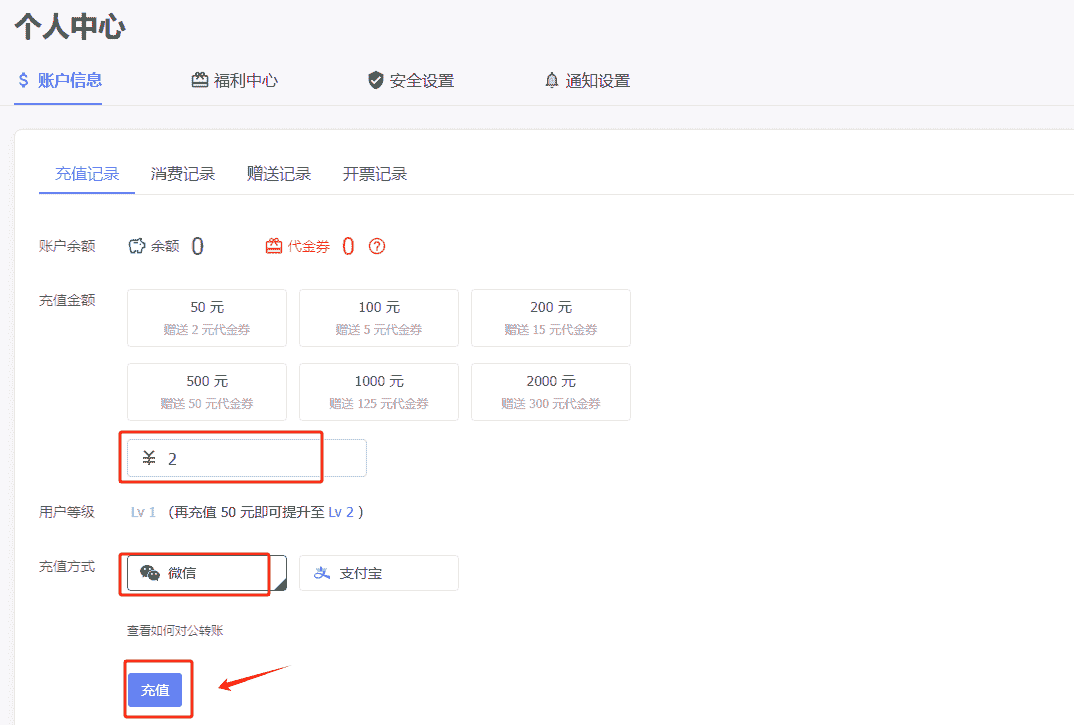 个人中心
$ 账户信息 福利中心 安全设置 通知设置
充值记录 消费记录 赠送记录 开票记录
账户余额 余额 0 代金券 0 ?
充值金额
50 元 100 元 200 元
赠送 2 元代金券 赠送 5 元代金券 赠送 15 元代金券
500 元 1000 元 2000 元
赠送 50 元代金券 赠送 125 元代金券 赠送 300 元代金券
¥ 2
用户等级 Lv 1 (再充值 50 元即可提升至 Lv 2 )
充值方式 微信 支付宝
查看如何对公转账
充值